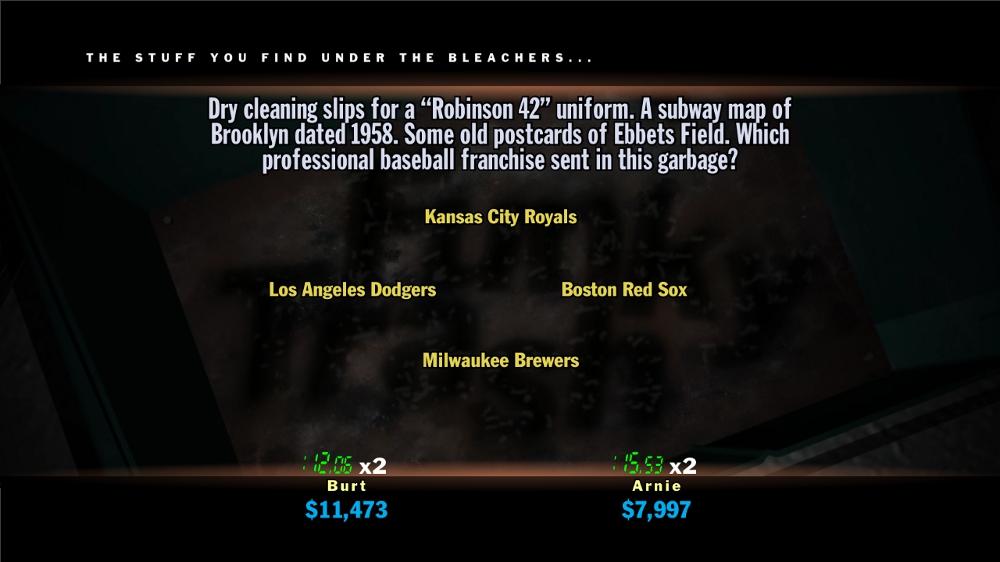 THE STUFF YOU FIND UNDER THE BLEACHERS...
Dry cleaning slips for a “Robinson 42” uniform. A subway map of
Brooklyn dated 1958. Some old postcards of Ebbets Field. Which
professional baseball franchise sent in this garbage?
Kansas City Royals
Los Angeles Dodgers
Boston Red Sox
Milwaukee Brewers
:12.06 x2
:15.53 x2
Burt
Arnie
$11,473
$7,997